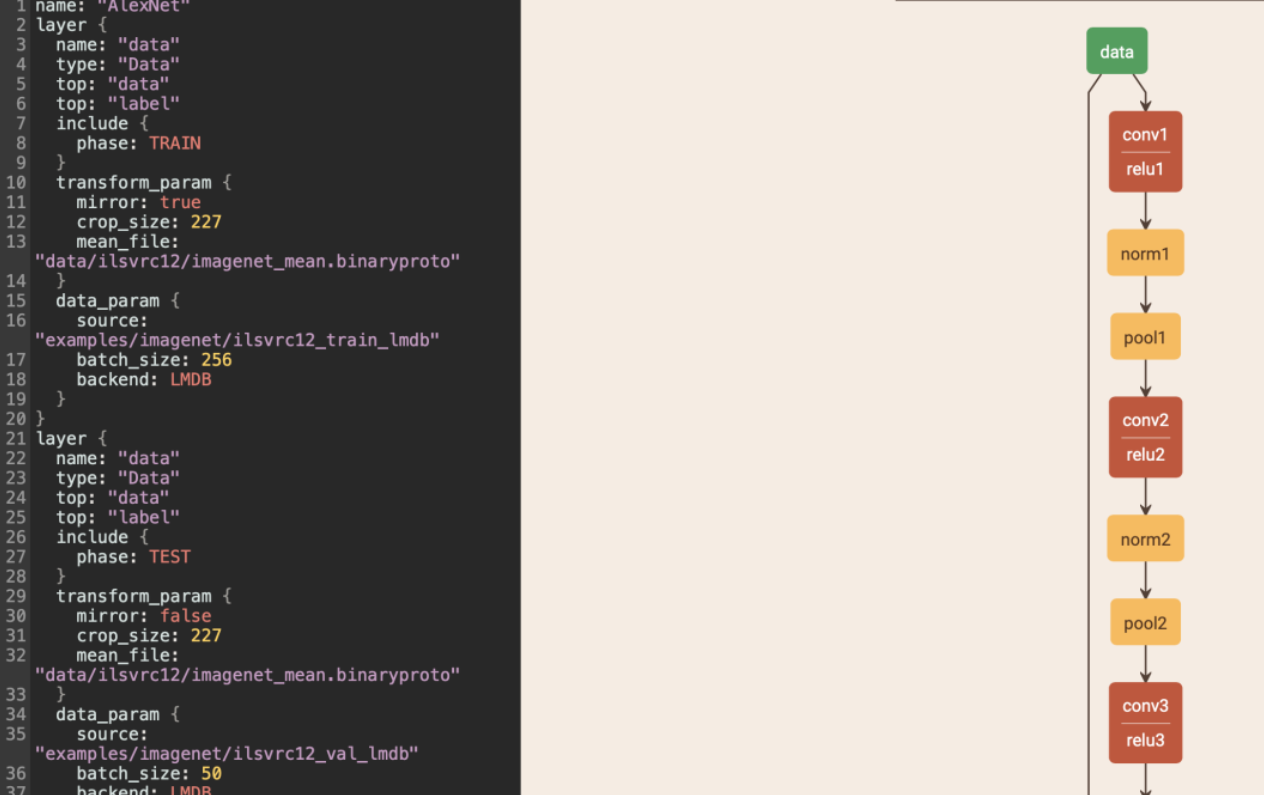 1 name: "AlexNet"
2 layer {
3 name: "data"
4 type: "Data"
5 top: "data"
6 top: "label"
7 include {
8 phase: TRAIN
9 }
10 transform_param {
11 mirror: true
12 crop_size: 227
13 mean_file:
"data/ilsvrc12/imagenet_mean.binaryproto"
14 }
15 data_param {
16 source:
"examples/imagenet/ilsvrc12_train_lmdb"
17 batch_size: 256
18 backend: LMDB
19 }
20 }
21 layer {
22 name: "data"
23 type: "Data"
24 top: "data"
25 top: "label"
26 include {
27 phase: TEST
28 }
29 transform_param {
30 mirror: false
31 crop_size: 227
32 mean_file:
"data/ilsvrc12/imagenet_mean.binaryproto"
33 }
34 data_param {
35 source:
"examples/imagenet/ilsvrc12_val_lmdb"
36 batch_size: 50
37 backend: LMDB
data
conv1
relu1
norm1
pool1
conv2
relu2
norm2
pool2
conv3
relu3